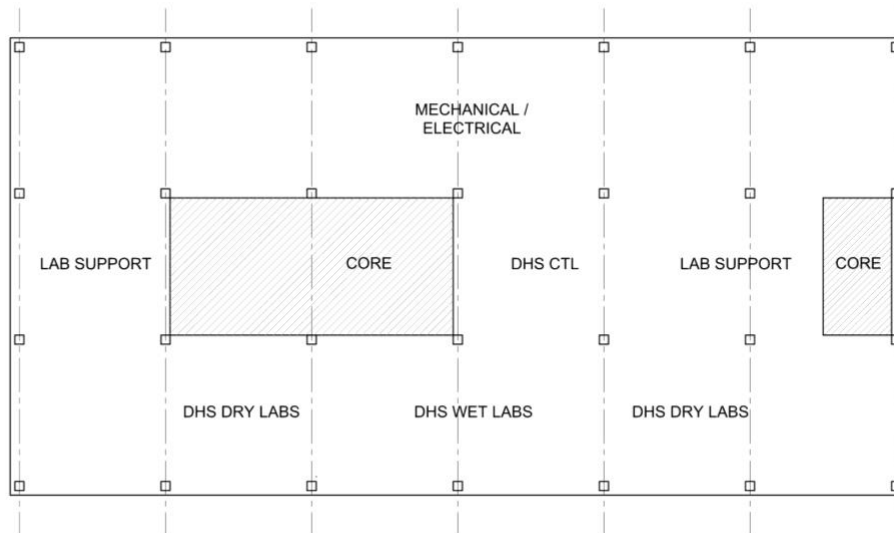 MECHANICAL /
ELECTRICAL
LAB SUPPORT
CORE
DHS CTL
LAB SUPPORT
CORE
DHS DRY LABS
DHS WET LABS
DHS DRY LABS